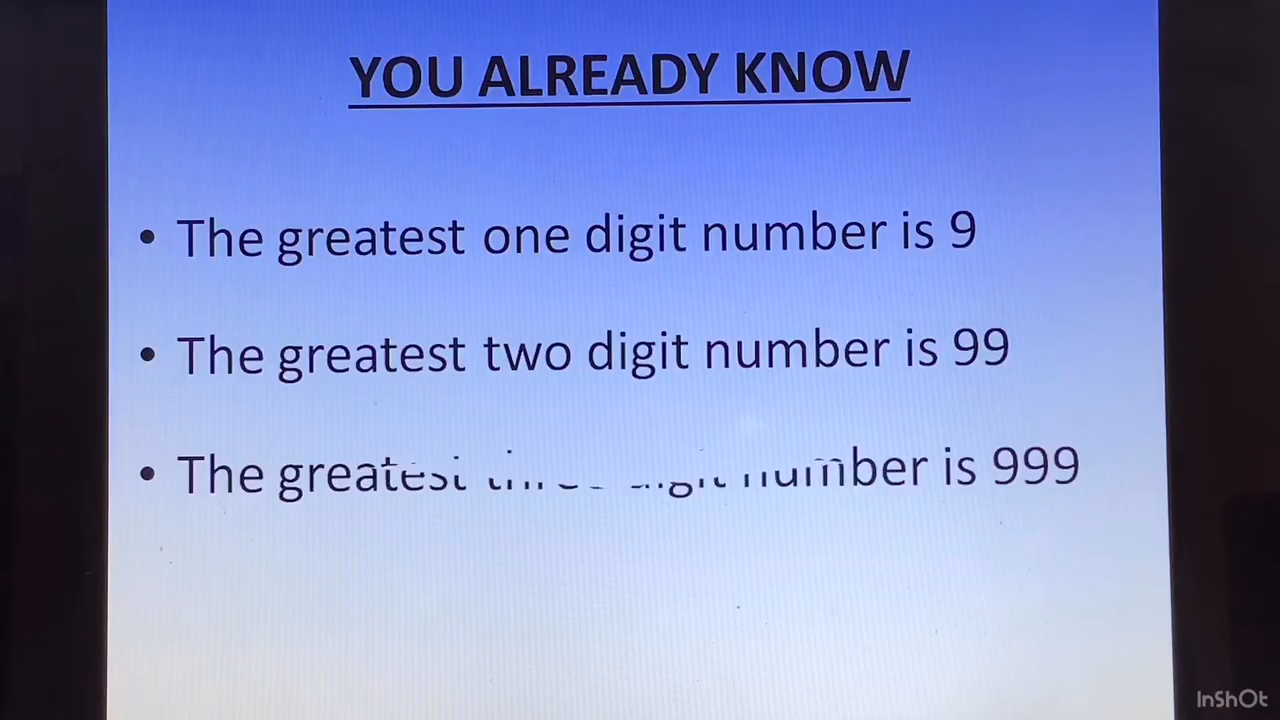 YOU ALREADY KNOW
• The greatest one digit number is 9
• The greatest two digit number is 99
• The greatest number is 999
InShOt